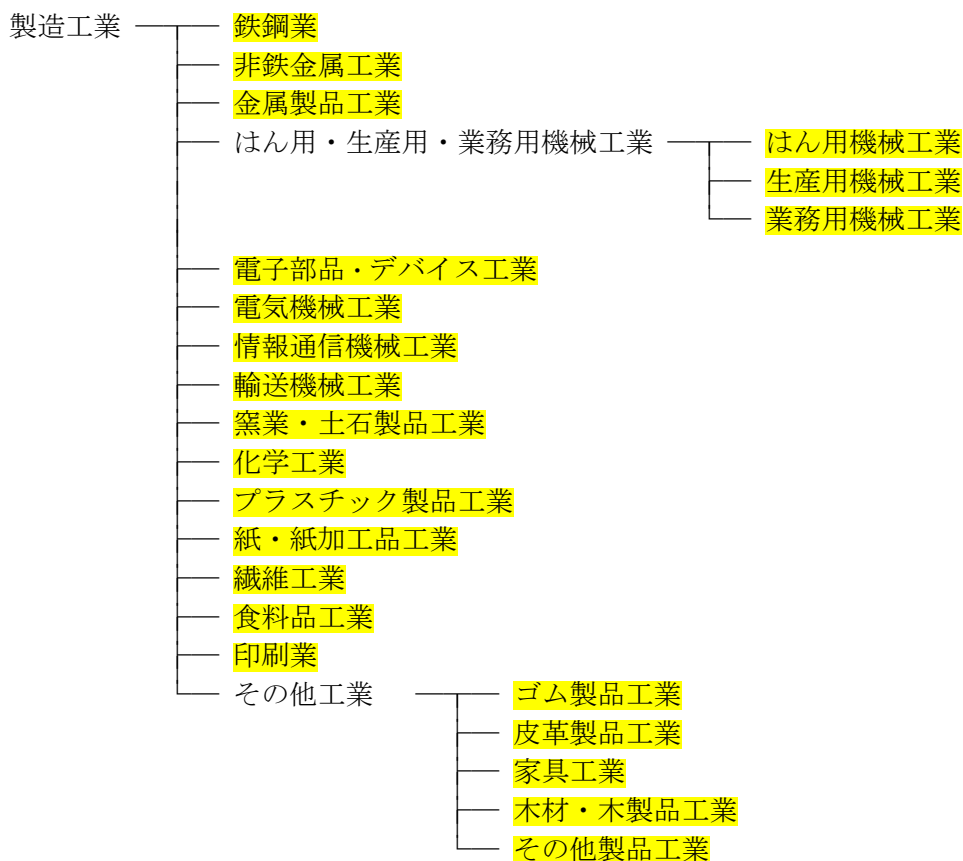 製造工業 鉄鋼業
非鉄金属工業
金属製品工業
はん用・生産用・業務用機械工業 はん用機械工業
生産用機械工業
業務用機械工業
電子部品・デバイス工業
電気機械工業
情報通信機械工業
輸送機械工業
窯業・土石製品工業
化学工業
プラスチック製品工業
紙・紙加工品工業
繊維工業
食料品工業
印刷業
その他工業 ゴム製品工業
皮革製品工業
家具工業
木材・木製品工業
その他製品工業